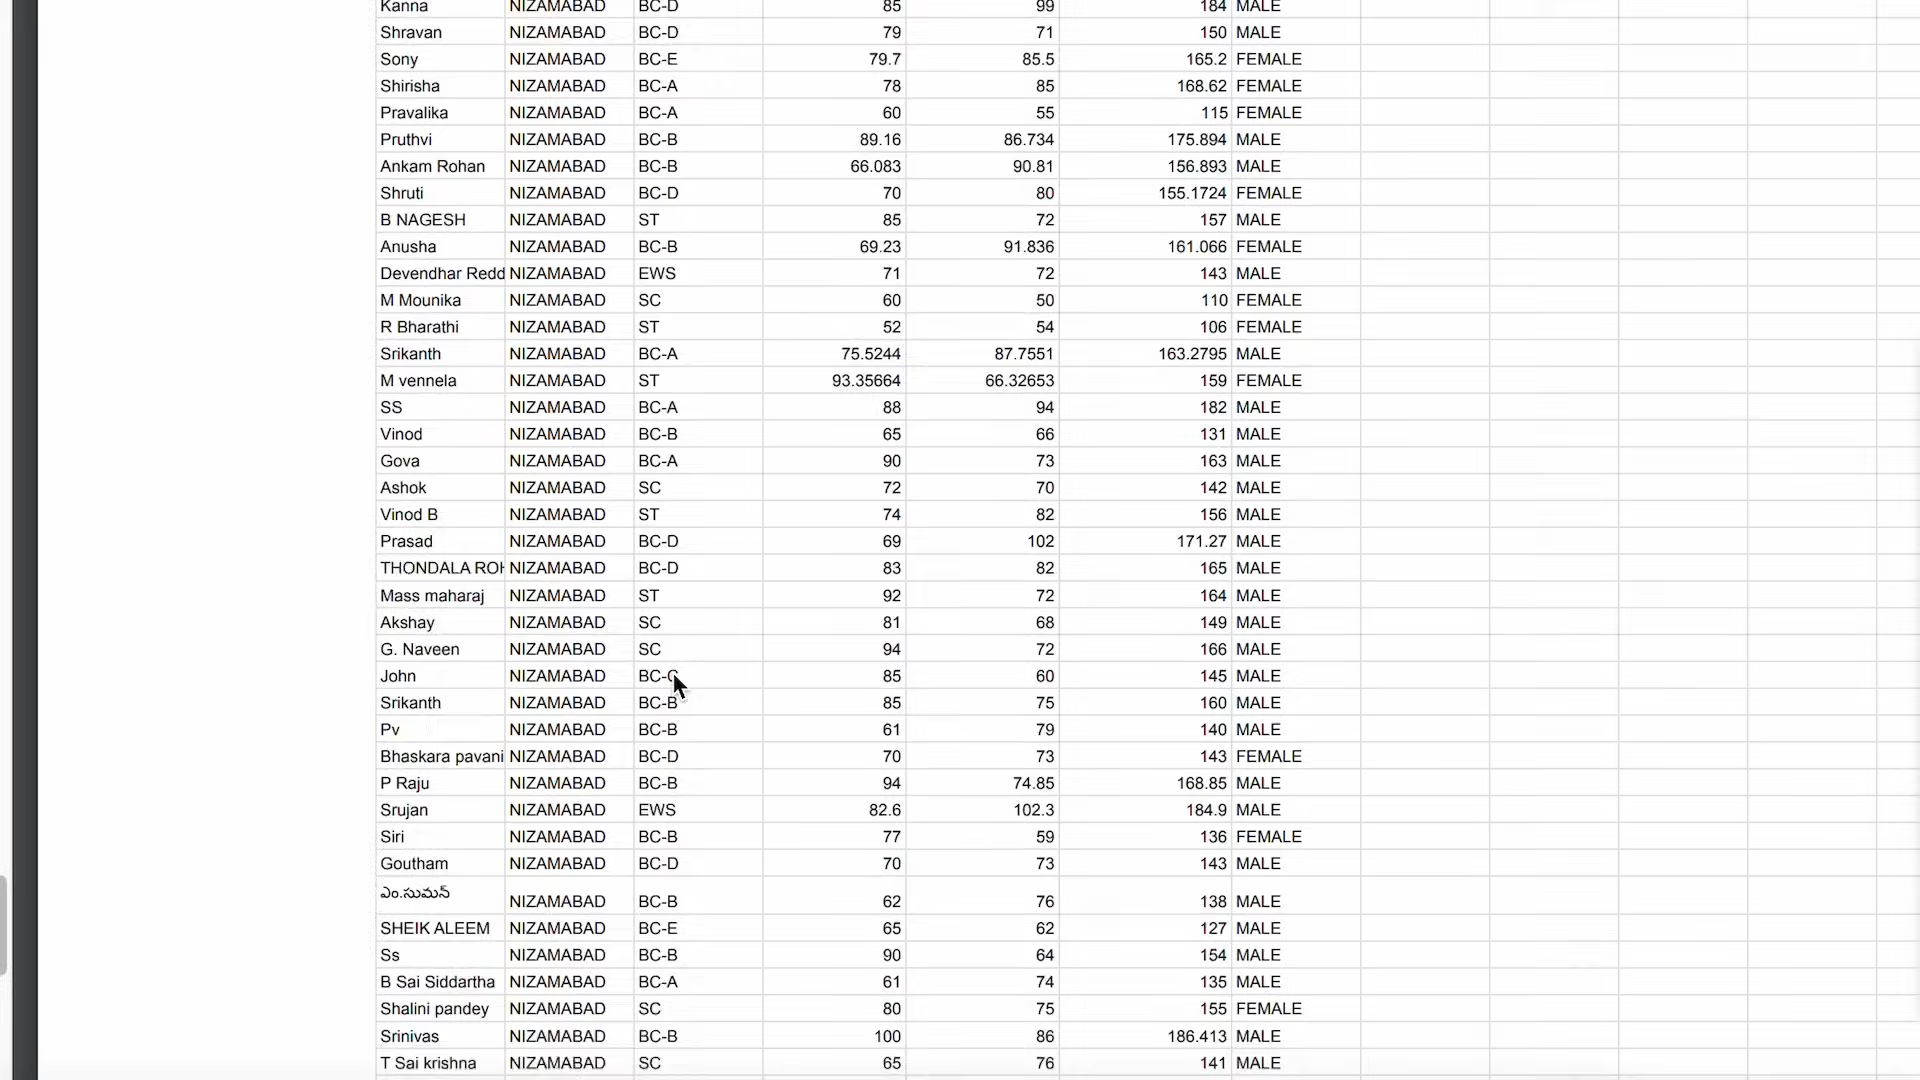 Kanna NIZAMABAD BC-D 85 99 184 MALE
Shravan NIZAMABAD BC-D 79 71 150 MALE
Sony NIZAMABAD BC-E 79.7 85.5 165.2 FEMALE
Shirisha NIZAMABAD BC-A 78 85 168.62 FEMALE
Pravalika NIZAMABAD BC-A 60 55 115 FEMALE
Pruthvi NIZAMABAD BC-B 89.16 86.734 175.894 MALE
Ankam Rohan NIZAMABAD BC-B 66.083 90.81 156.893 MALE
Shruti NIZAMABAD BC-D 70 80 155.1724 FEMALE
B NAGESH NIZAMABAD ST 85 72 157 MALE
Anusha NIZAMABAD BC-B 69.23 91.836 161.066 FEMALE
Devendhar Redd NIZAMABAD EWS 71 72 143 MALE
M Mounika NIZAMABAD SC 60 50 110 FEMALE
R Bharathi NIZAMABAD ST 52 54 106 FEMALE
Srikanth NIZAMABAD BC-A 75.5244 87.7551 163.2795 MALE
M vennela NIZAMABAD ST 93.35664 66.32653 159 FEMALE
SS NIZAMABAD BC-A 88 94 182 MALE
Vinod NIZAMABAD BC-B 65 66 131 MALE
Gova NIZAMABAD BC-A 90 73 163 MALE
Ashok NIZAMABAD SC 72 70 142 MALE
Vinod B NIZAMABAD ST 74 82 156 MALE
Prasad NIZAMABAD BC-D 69 102 171.27 MALE
THONDALA ROH NIZAMABAD BC-D 83 82 165 MALE
Mass maharaj NIZAMABAD ST 92 72 164 MALE
Akshay NIZAMABAD SC 81 68 149 MALE
G. Naveen NIZAMABAD SC 94 72 166 MALE
John NIZAMABAD BC-C 85 60 145 MALE
Srikanth NIZAMABAD BC-B 85 75 160 MALE
Pv NIZAMABAD BC-B 61 79 140 MALE
Bhaskara pavani NIZAMABAD BC-D 70 73 143 FEMALE
P Raju NIZAMABAD BC-B 94 74.85 168.85 MALE
Srujan NIZAMABAD EWS 82.6 102.3 184.9 MALE
Siri NIZAMABAD BC-B 77 59 136 FEMALE
Goutham NIZAMABAD BC-D 70 73 143 MALE
ఎం.సుమన్ NIZAMABAD BC-B 62 76 138 MALE
SHEIK ALEEM NIZAMABAD BC-E 65 62 127 MALE
Ss NIZAMABAD BC-B 90 64 154 MALE
B Sai Siddartha NIZAMABAD BC-A 61 74 135 MALE
Shalini pandey NIZAMABAD SC 80 75 155 FEMALE
Srinivas NIZAMABAD BC-B 100 86 186.413 MALE
T Sai krishna NIZAMABAD SC 65 76 141 MALE